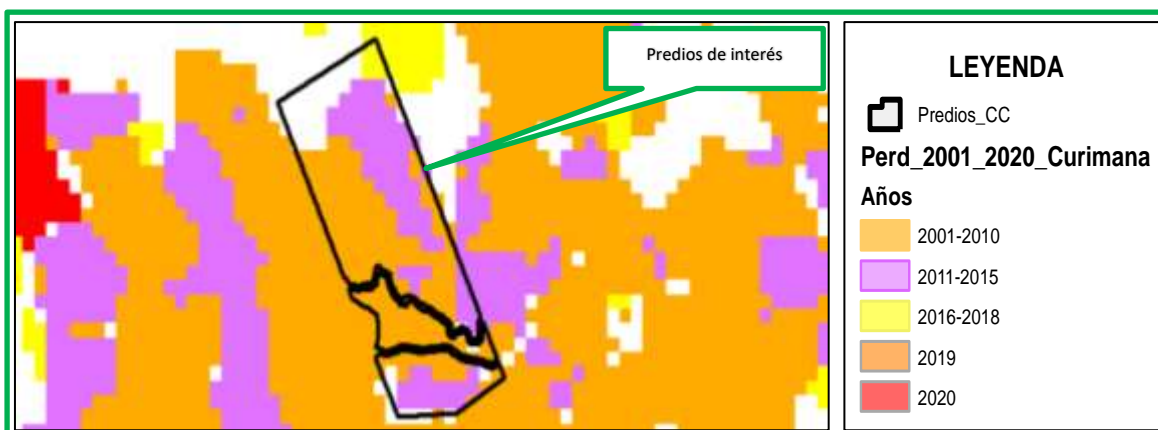 Predios de interés
LEYENDA
Predios_CC
Perd_2001_2020_Curimana
Años
2001-2010
2011-2015
2016-2018
2019
2020